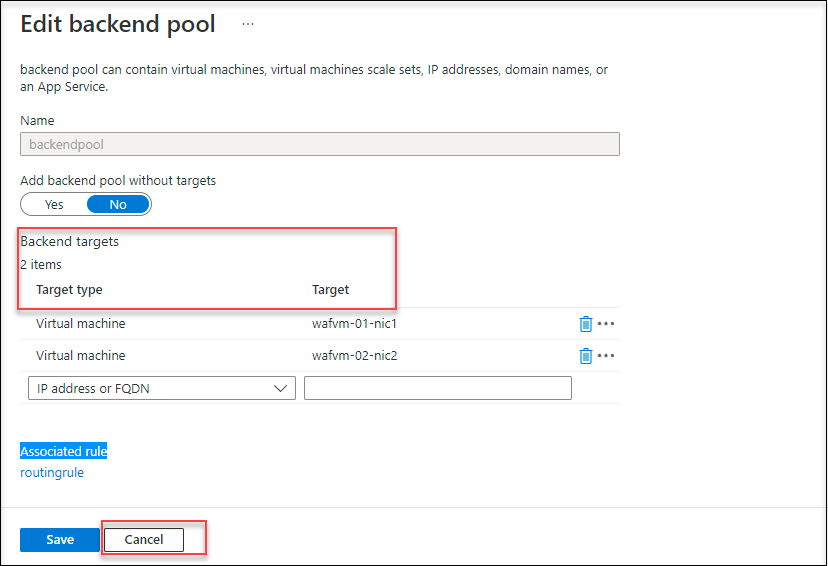 Edit backend pool ...
backend pool can contain virtual machines, virtual machines scale sets, IP addresses, domain names, or
an App Service.
Name
backendpool
Add backend pool without targets
Yes No
Backend targets
2 items
Target type Target
Virtual machine wafvm-01-nic1
Virtual machine wafvm-02-nic2
IP address or FQDN
Associated rule
routingrule
Save Cancel